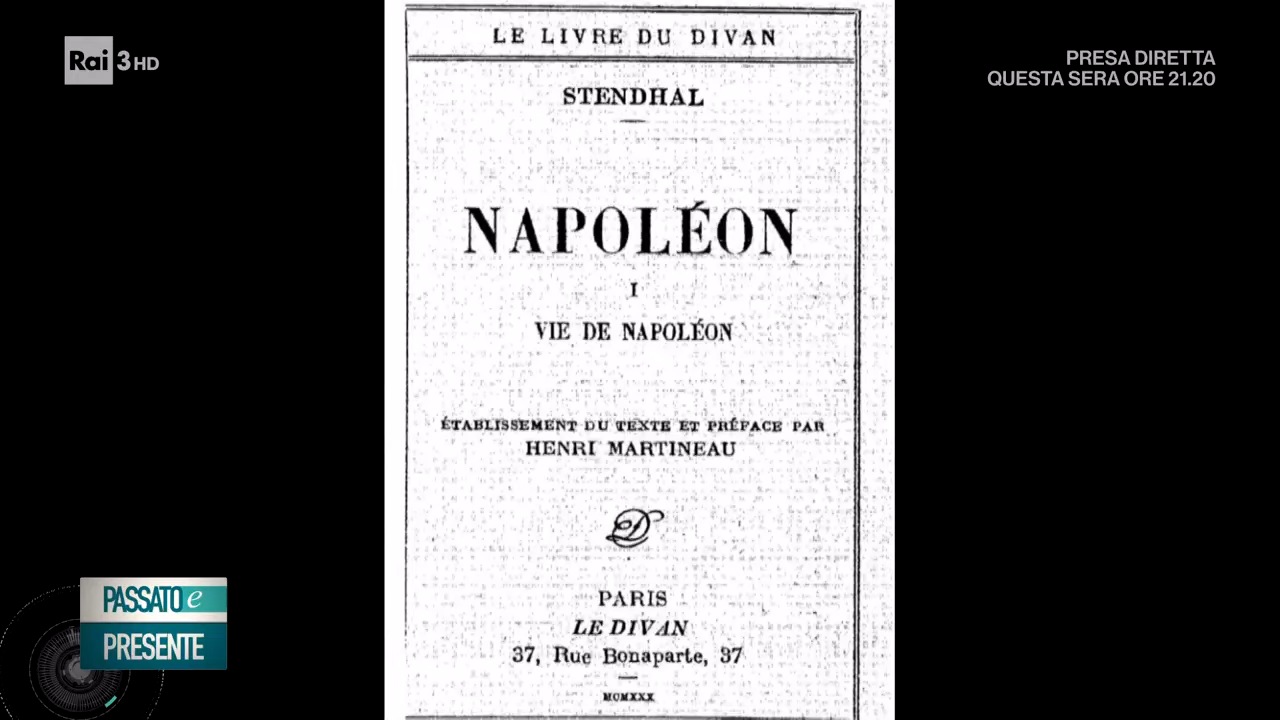 Rai 3 HD
PRESA DIRETTA
QUESTA SERA ORE 21.20
LE LIVRE DU DIVAN
STENDHAL
NAPOLÉON
I
VIE DE NAPOLÉON
ÉTABLISSEMENT DU TEXTE ET PRÉFACE PAR
HENRI MARTINEAU
D
PARIS
LE DIVAN
37, Rue Bonaparte, 37
MCMXXX
PASSATO e
PRESENTE